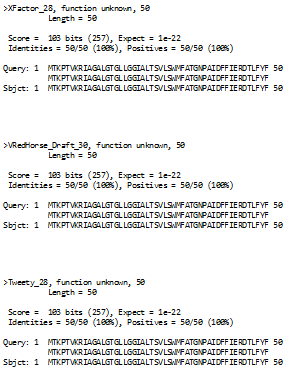 >XFactor_28, function unknown, 50
Length = 50
Score = 103 bits (257), Expect = 1e-22
Identities = 50/50 (100%), Positives = 50/50 (100%)
Query: 1 MTKPTVKRIAGALGTGLLGGIALTSVLSWMFATGNPAIDFFIERDTLFYF 50
MTKPTVKRIAGALGTGLLGGIALTSVLSWMFATGNPAIDFFIERDTLFYF
Sbjct: 1 MTKPTVKRIAGALGTGLLGGIALTSVLSWMFATGNPAIDFFIERDTLFYF 50
>VRedHorse_Draft_30, function unknown, 50
Length = 50
Score = 103 bits (257), Expect = 1e-22
Identities = 50/50 (100%), Positives = 50/50 (100%)
Query: 1 MTKPTVKRIAGALGTGLLGGIALTSVLSWMFATGNPAIDFFIERDTLFYF 50
MTKPTVKRIAGALGTGLLGGIALTSVLSWMFATGNPAIDFFIERDTLFYF
Sbjct: 1 MTKPTVKRIAGALGTGLLGGIALTSVLSWMFATGNPAIDFFIERDTLFYF 50
>Tweety_28, function unknown, 50
Length = 50
Score = 103 bits (257), Expect = 1e-22
Identities = 50/50 (100%), Positives = 50/50 (100%)
Query: 1 MTKPTVKRIAGALGTGLLGGIALTSVLSWMFATGNPAIDFFIERDTLFYF 50
MTKPTVKRIAGALGTGLLGGIALTSVLSWMFATGNPAIDFFIERDTLFYF
Sbjct: 1 MTKPTVKRIAGALGTGLLGGIALTSVLSWMFATGNPAIDFFIERDTLFYF 50